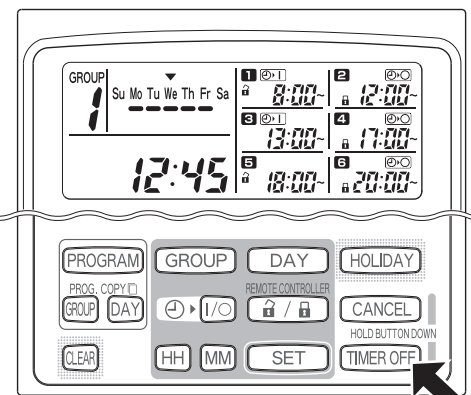 GROUP
1
Su Mo Tu We Th Fr Sa
12:45
1
8:00~
2
12:00~
3
13:00~
4
17:00~
5
18:00~
6
20:00~
PROGRAM
GROUP
DAY
HOLIDAY
PROG. COPY
GROUP
DAY
REMOTE CONTROLLER
CANCEL
HOLD BUTTON DOWN
CLEAR
HH
MM
SET
TIMER OFF